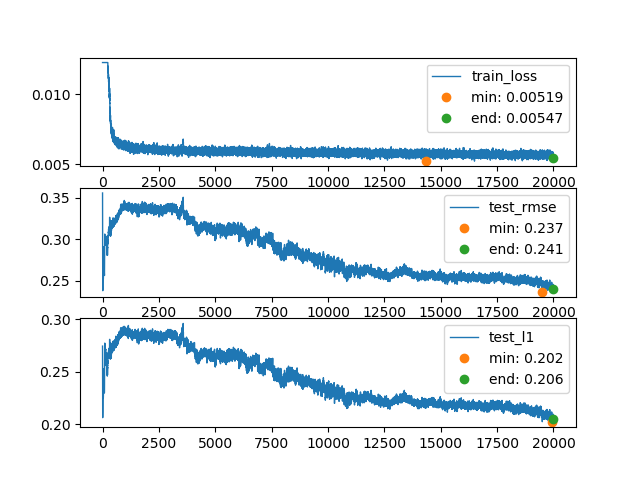 0.010
0.005
train_loss
min: 0.00519
end: 0.00547
0 2500 5000 7500 10000 12500 15000 17500 20000
0.35
0.30
0.25
test_rmse
min: 0.237
end: 0.241
0 2500 5000 7500 10000 12500 15000 17500 20000
0.30
0.25
0.20
test_l1
min: 0.202
end: 0.206
0 2500 5000 7500 10000 12500 15000 17500 20000